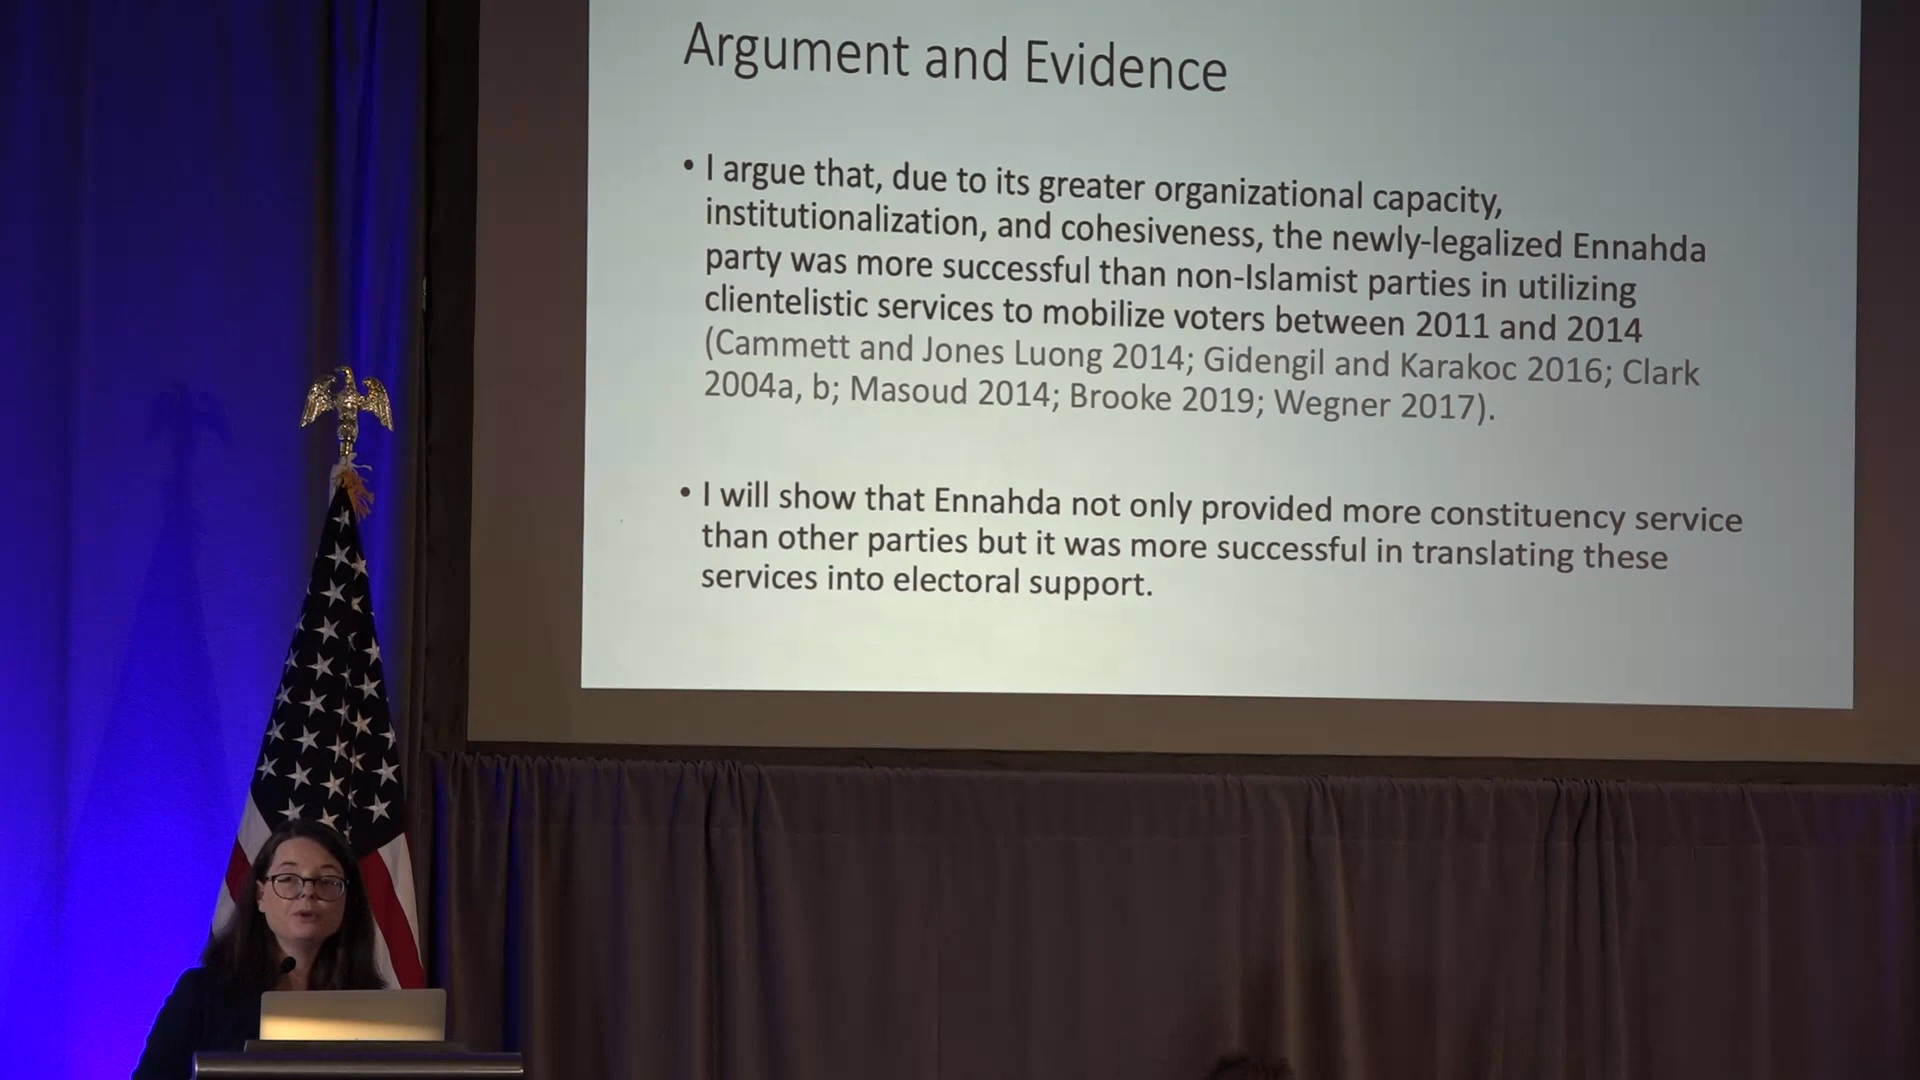 Argument and Evidence
• I argue that, due to its greater organizational capacity,
institutionalization, and cohesiveness, the newly-legalized Ennahda
party was more successful than non-Islamist parties in utilizing
clientelistic services to mobilize voters between 2011 and 2014
(Cammett and Jones Luong 2014; Gidengil and Karakoc 2016; Clark
2004a, b; Masoud 2014; Brooke 2019; Wegner 2017).
• I will show that Ennahda not only provided more constituency service
than other parties but it was more successful in translating these
services into electoral support.